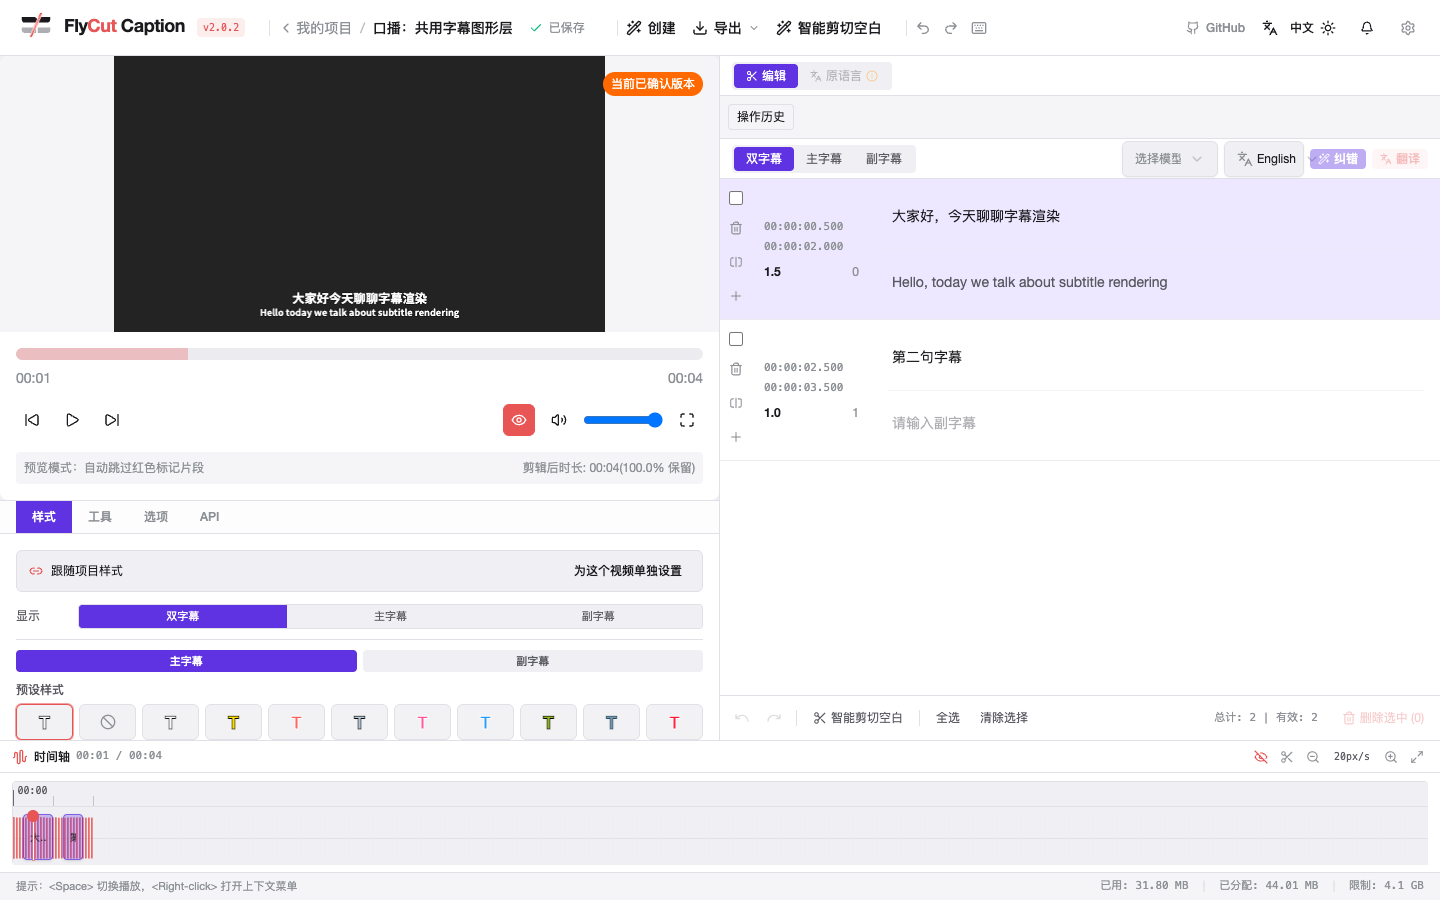 FlyCut Caption
v2.0.2
我的项目 / 口播：共用字幕图形层
已保存
创建
导出
智能剪切空白
GitHub
中文
当前已确认版本
大家好今天聊聊字幕渲染
Hello today we talk about subtitle rendering
00:01
00:04
预览模式：自动跳过红色标记片段
剪辑后时长: 00:04(100.0% 保留)
样式
工具
选项
API
跟随项目样式
为这个视频单独设置
显示
双字幕
主字幕
副字幕
主字幕
副字幕
预设样式
T T T T T T T T T T
编辑
原语言
操作历史
双字幕
主字幕
副字幕
选择模型
English
纠错
翻译
00:00:00.500
00:00:02.000
1.5
0
大家好，今天聊聊字幕渲染
Hello, today we talk about subtitle rendering
00:00:02.500
00:00:03.500
1.0
1
第二句字幕
请输入副字幕
智能剪切空白
全选
清除选择
总计: 2 | 有效: 2
删除选中 (0)
时间轴
00:01 / 00:04
20px/s
00:00
提示: <Space> 切换播放，<Right-click> 打开上下文菜单
已用: 31.80 MB
已分配: 44.01 MB
限制: 4.1 GB